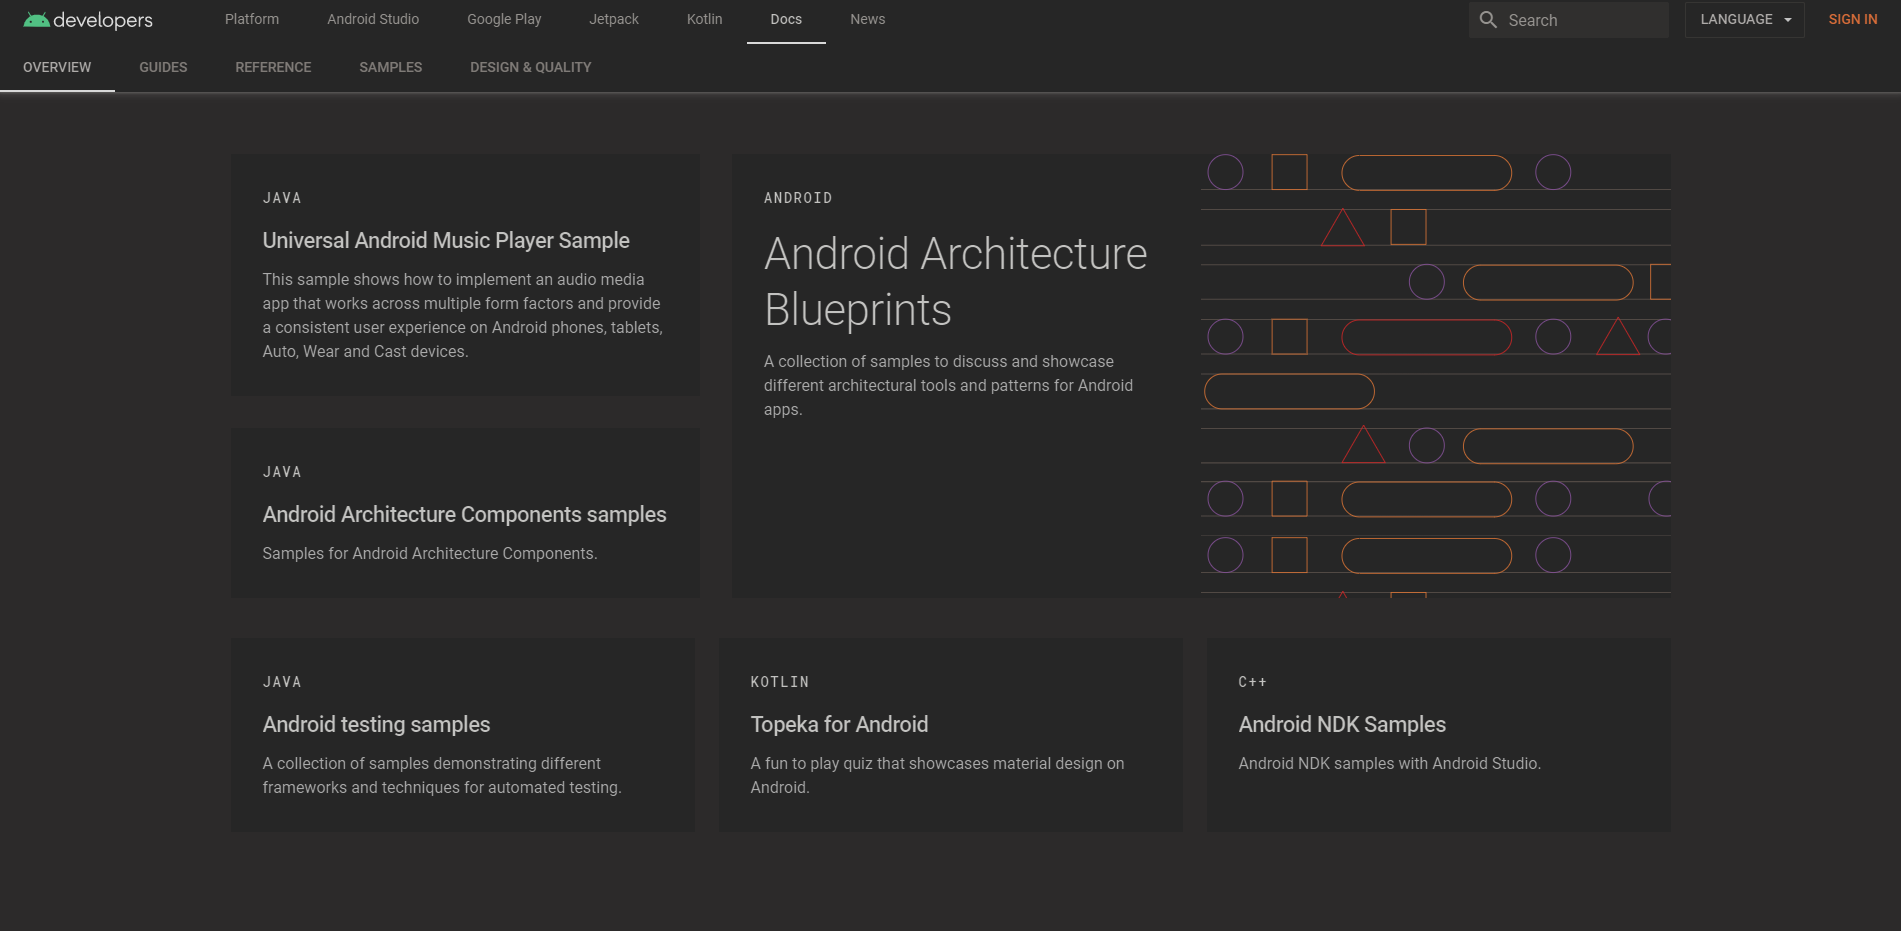 developers
Platform
Android Studio
Google Play
Jetpack
Kotlin
Docs
News
Search
LANGUAGE
SIGN IN
OVERVIEW
GUIDES
REFERENCE
SAMPLES
DESIGN & QUALITY
JAVA
Universal Android Music Player Sample
This sample shows how to implement an audio media
app that works across multiple form factors and provide
a consistent user experience on Android phones, tablets,
Auto, Wear and Cast devices.
JAVA
Android Architecture Components samples
Samples for Android Architecture Components.
ANDROID
Android Architecture
Blueprints
A collection of samples to discuss and showcase
different architectural tools and patterns for Android
apps.
JAVA
Android testing samples
A collection of samples demonstrating different
frameworks and techniques for automated testing.
KOTLIN
Topeka for Android
A fun to play quiz that showcases material design on
Android.
C++
Android NDK Samples
Android NDK samples with Android Studio.